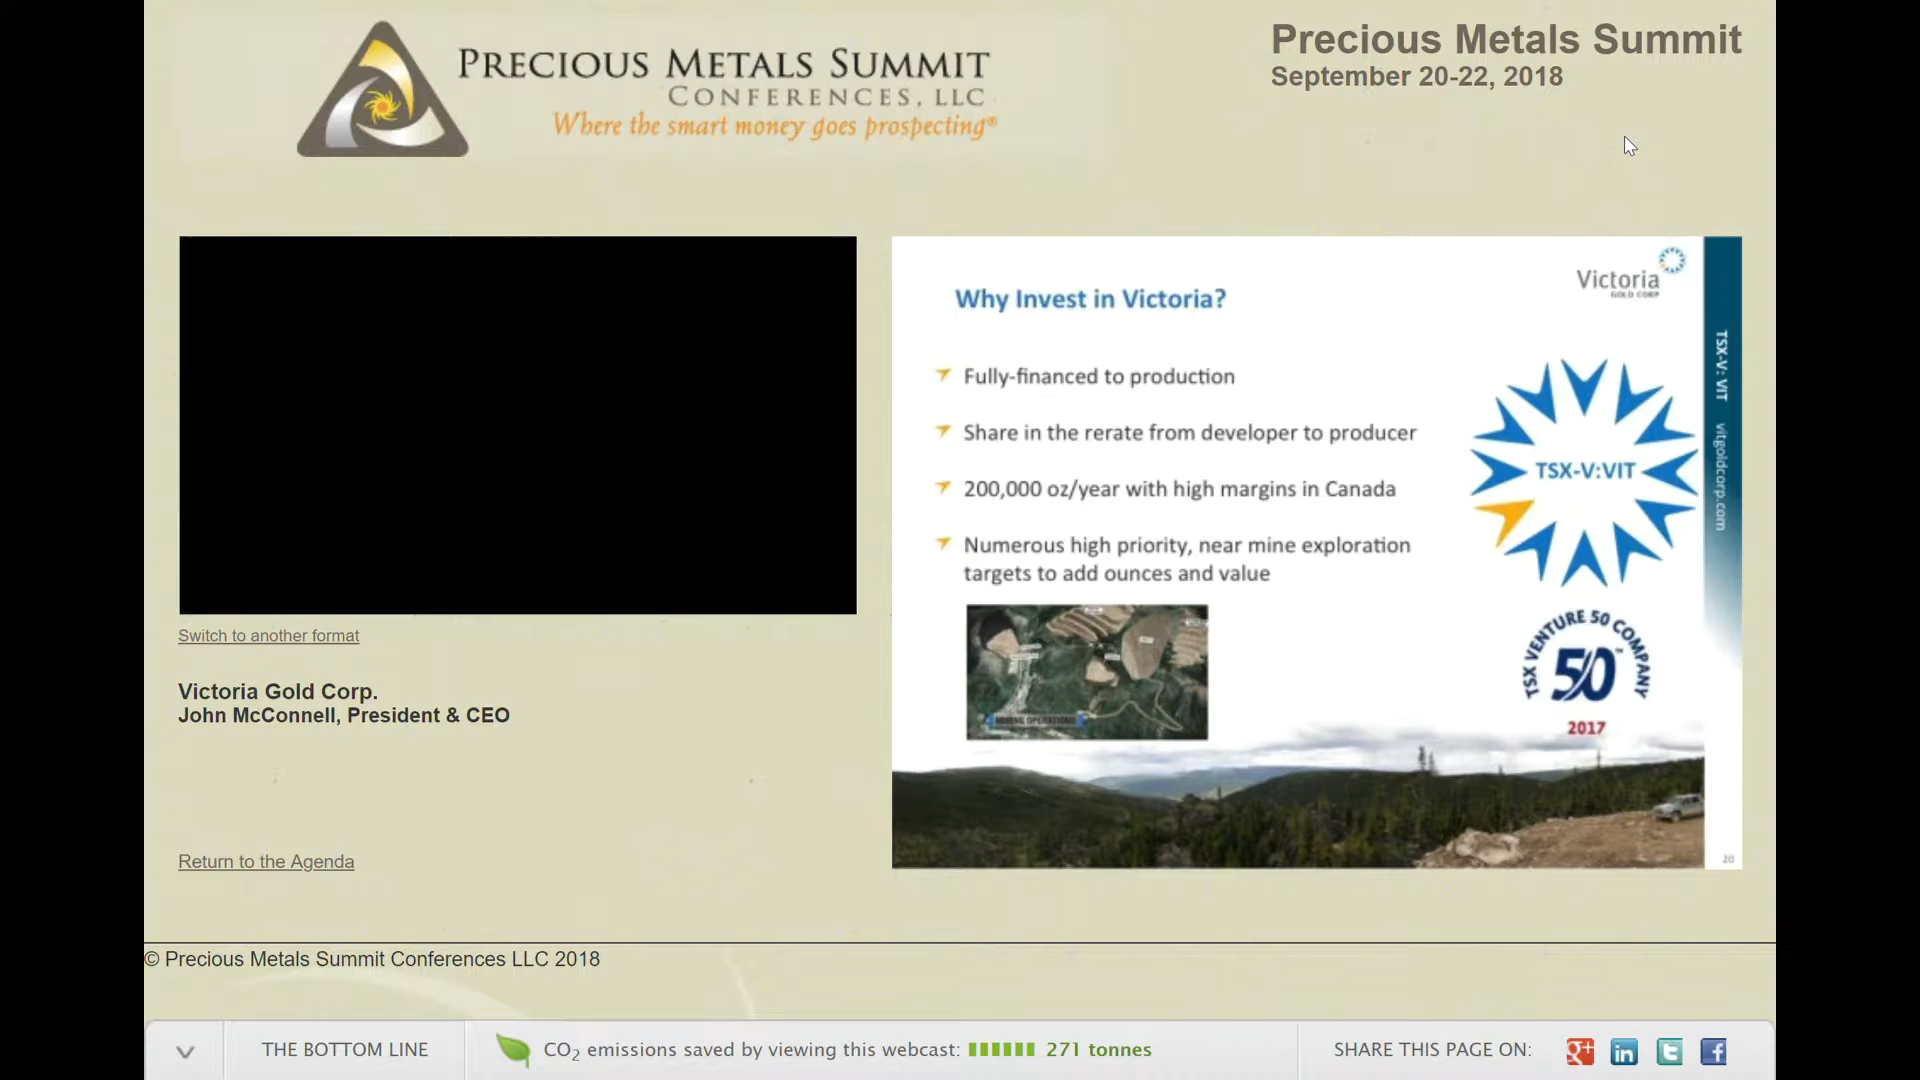 PRECIOUS METALS SUMMIT
CONFERENCES, LLC
Where the smart money goes prospecting®
Precious Metals Summit
September 20-22, 2018
Victoria
GOLD CORP
Why Invest in Victoria?
Fully-financed to production
Share in the rerate from developer to producer
200,000 oz/year with high margins in Canada
Numerous high priority, near mine exploration
targets to add ounces and value
TSX-V:VIT
TSX-V: VIT vitgoldcorp.com
TSX VENTURE 50 COMPANY
50
2017
20
Switch to another format
Victoria Gold Corp.
John McConnell, President & CEO
Return to the Agenda
© Precious Metals Summit Conferences LLC 2018
THE BOTTOM LINE
CO2 emissions saved by viewing this webcast: 271 tonnes
SHARE THIS PAGE ON: